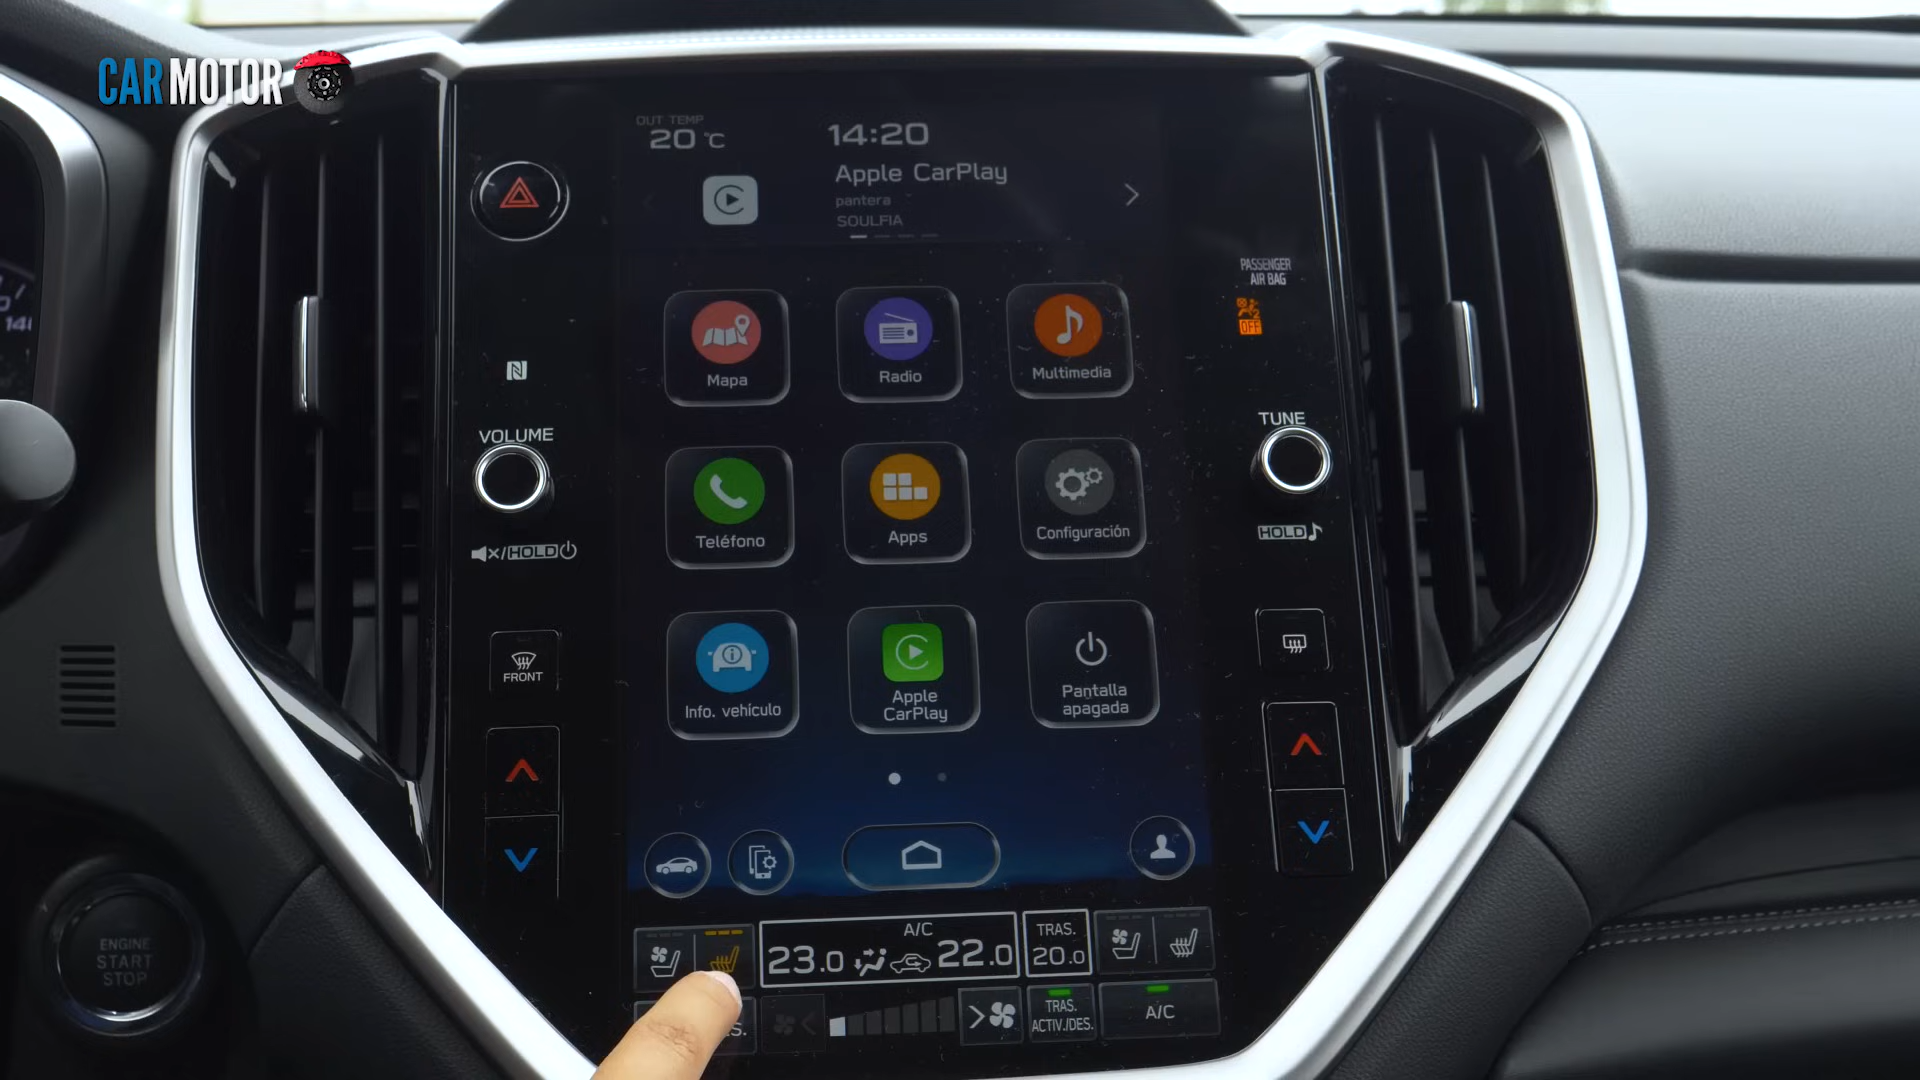 CAR MOTOR
OUT TEMP
20 °C
14:20
Apple CarPlay
pantera
SOULFIA
PASSENGER
AIR BAG
OFF
140
Mapa
Radio
Multimedia
VOLUME
TUNE
HOLD
HOLD
Teléfono
Apps
Configuración
FRONT
Info. vehículo
Apple
CarPlay
Pantalla
apagada
ENGINE
START
STOP
A/C
23.0
22.0
TRAS.
20.0
TRAS.
ACTIV./DES.
A/C